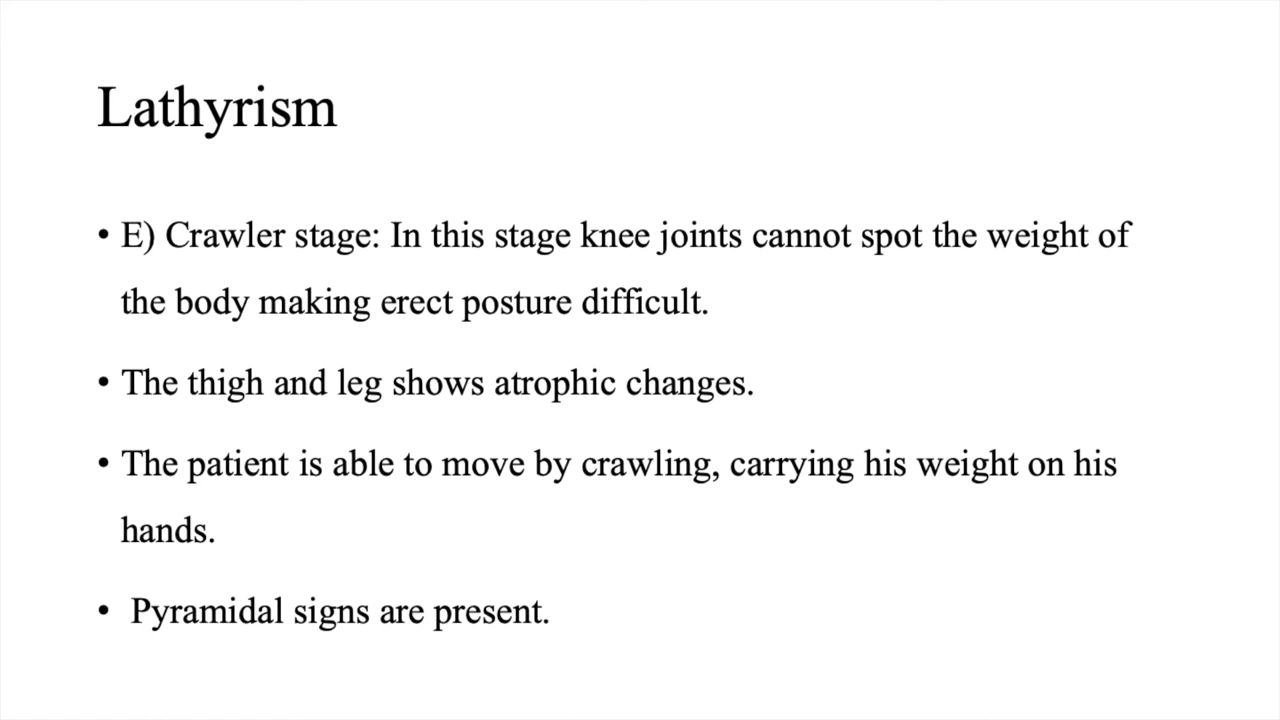 Lathyrism
• E) Crawler stage: In this stage knee joints cannot spot the weight of
the body making erect posture difficult.
• The thigh and leg shows atrophic changes.
• The patient is able to move by crawling, carrying his weight on his
hands.
• Pyramidal signs are present.